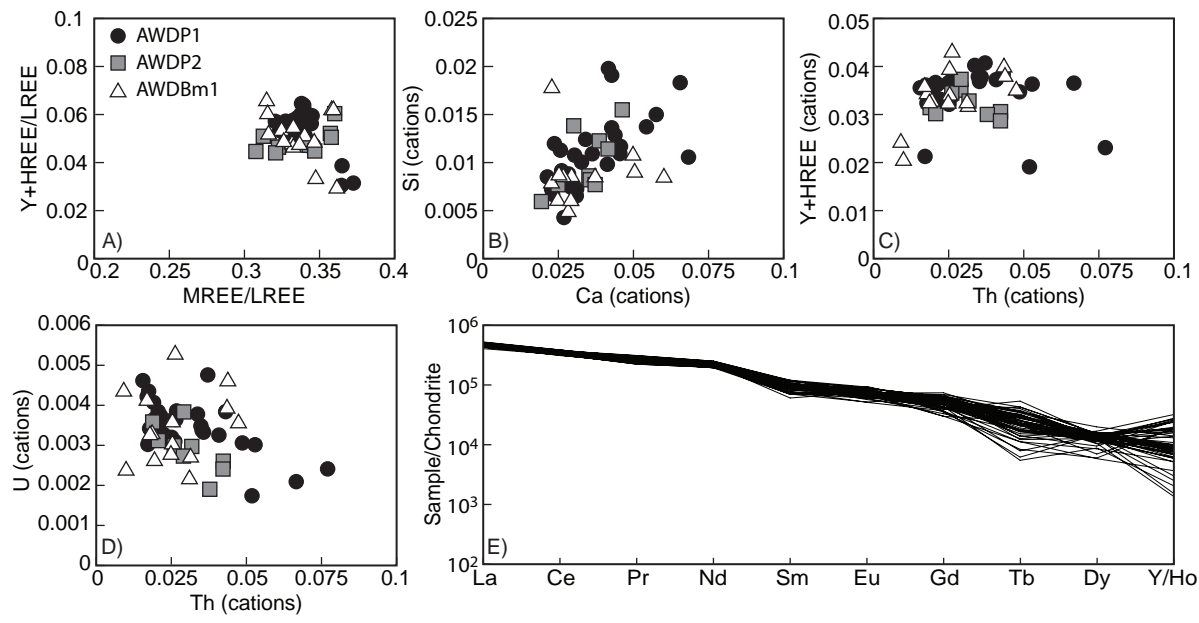 0.1
0.08
0.06
0.04
0.02
0
0.2
0.25
0.3
0.35
0.4
Y+HREE/LREE
MREE/LREE
AWDP1
AWDP2
AWDBm1
A)
0.025
0.02
0.015
0.01
0.005
0
0
0.025
0.05
0.075
0.1
Si (cations)
Ca (cations)
B)
0.05
0.04
0.03
0.02
0.01
0
0
0.025
0.05
0.075
0.1
Y+HREE (cations)
Th (cations)
C)
0.006
0.005
0.004
0.003
0.002
0.001
0
0
0.025
0.05
0.075
0.1
U (cations)
Th (cations)
D)
10⁶
10⁵
10⁴
10³
10²
Sample/Chondrite
E)
La Ce Pr Nd Sm Eu Gd Tb Dy Y/Ho